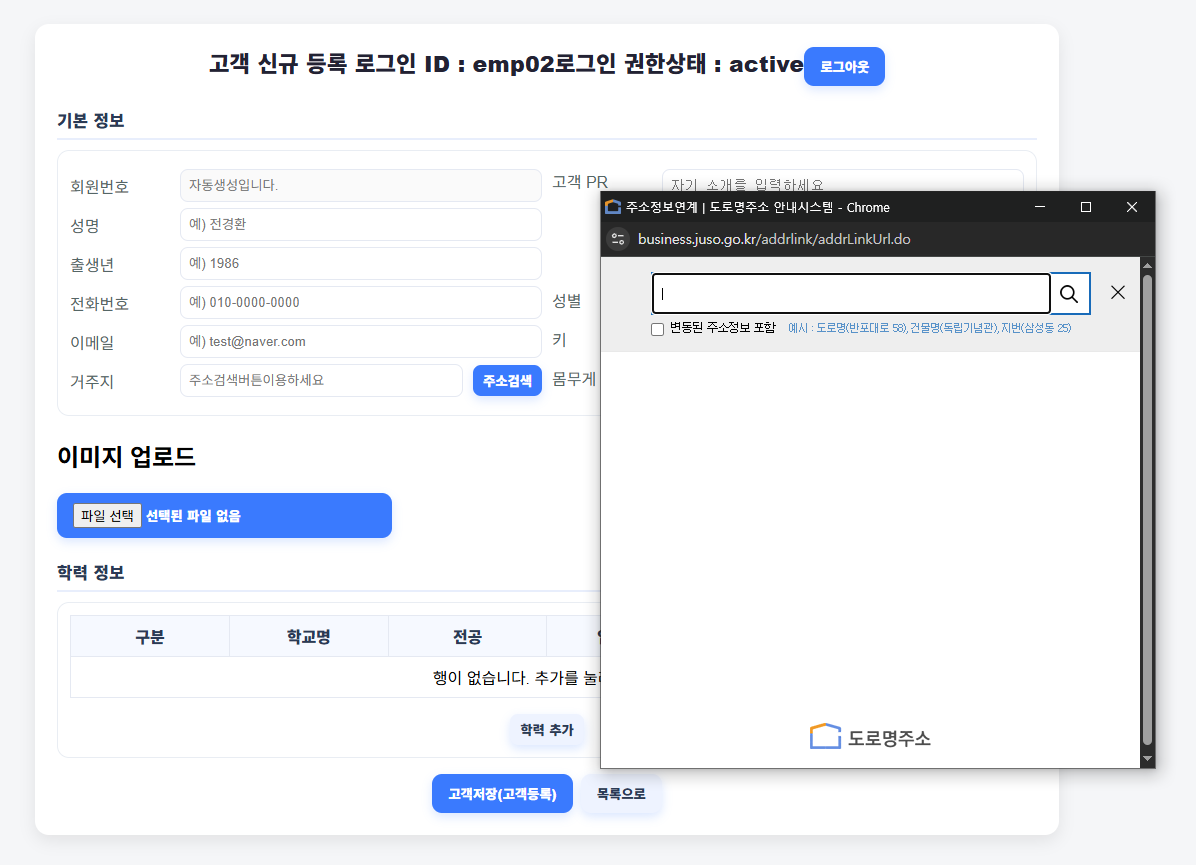 고객 신규 등록 로그인 ID : emp02로그인 권한상태 : active
로그아웃
기본 정보
회원번호
자동생성입니다.
고객 PR
자기 소개를 입력하세요
성명
예) 전경환
출생년
예) 1986
전화번호
예) 010-0000-0000
성별
이메일
예) test@naver.com
키
거주지
주소검색버튼이용하세요
주소검색
몸무게
이미지 업로드
파일 선택 선택된 파일 없음
학력 정보
구분
학교명
전공
행이 없습니다. 추가를
학력 추가
고객저장(고객등록)
목록으로
주소정보연계 | 도로명주소 안내시스템 - Chrome
business.juso.go.kr/addrlink/addrLinkUrl.do
변동된 주소정보 포함 예시 : 도로명(반포대로 58), 건물명(독립기념관), 지번(삼성동 25)
도로명주소